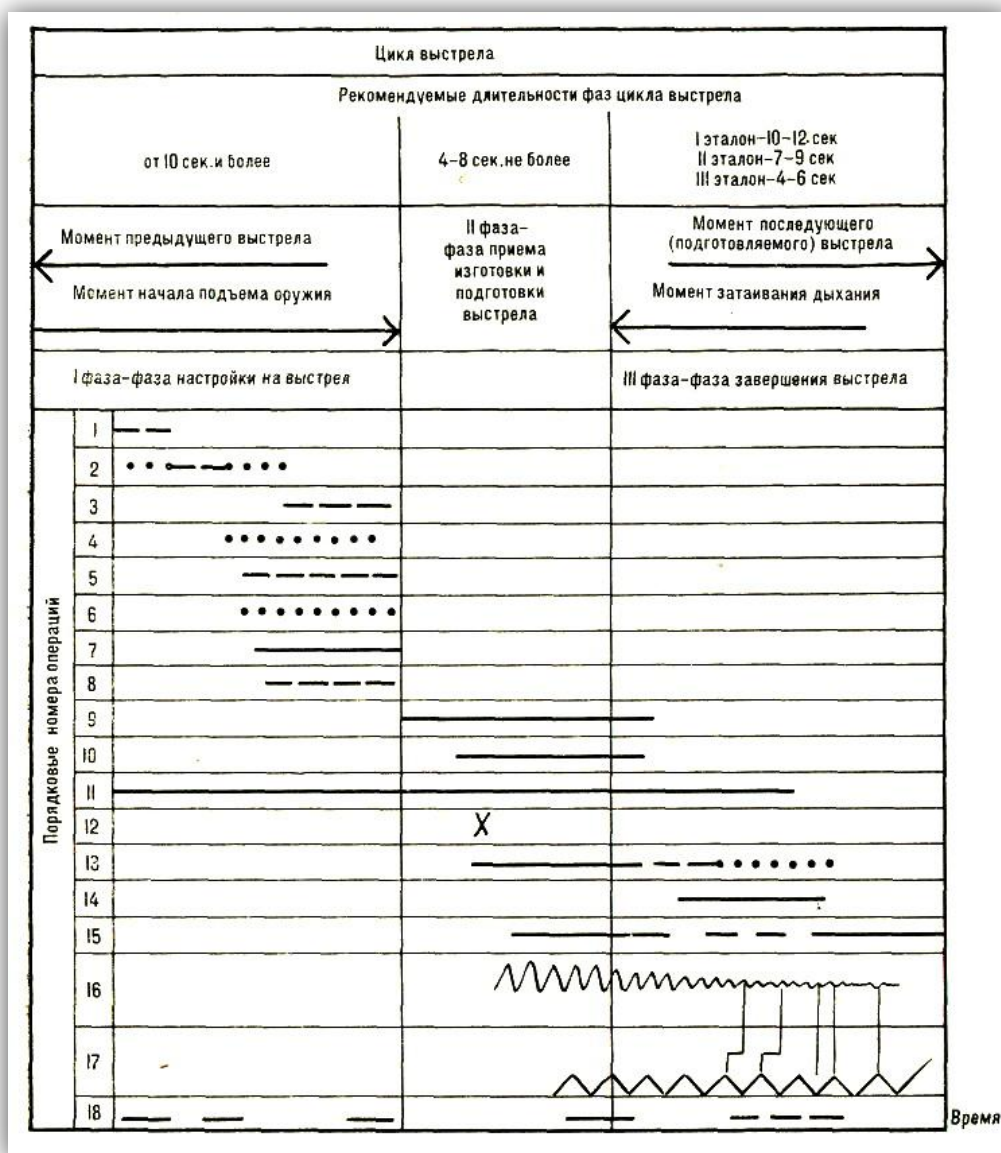 Цикл выстрела
Рекомендуемые длительности фаз цикла выстрела
от 10 сек. и более
4-8 сек. не более
I эталон-10-12 сек
II эталон-7-9 сек
III эталон-4-6 сек
Момент предыдущего выстрела
Момент начала подъема оружия
II фаза-
фаза приема
изготовки и
подготовки
выстрела
Момент последующего
(подготовляемого) выстрела
Момент затаивания дыхания
I фаза-фаза настройки на выстрел
III фаза-фаза завершения выстрела
Порядковые номера операций
1
2
3
4
5
6
7
8
9
10
11
12
X
13
14
15
16
17
18
Время